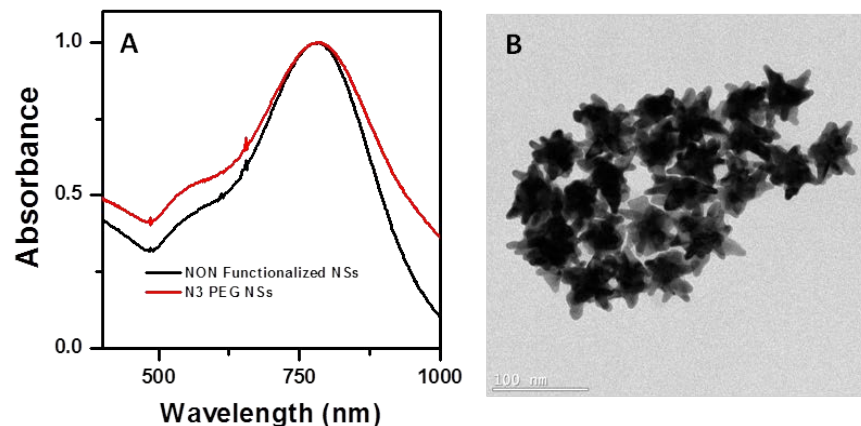 A
Absorbance
1.0
0.5
0.0
NON Functionalized NSs
N3 PEG NSs
500
750
1000
Wavelength (nm)
B
100 nm